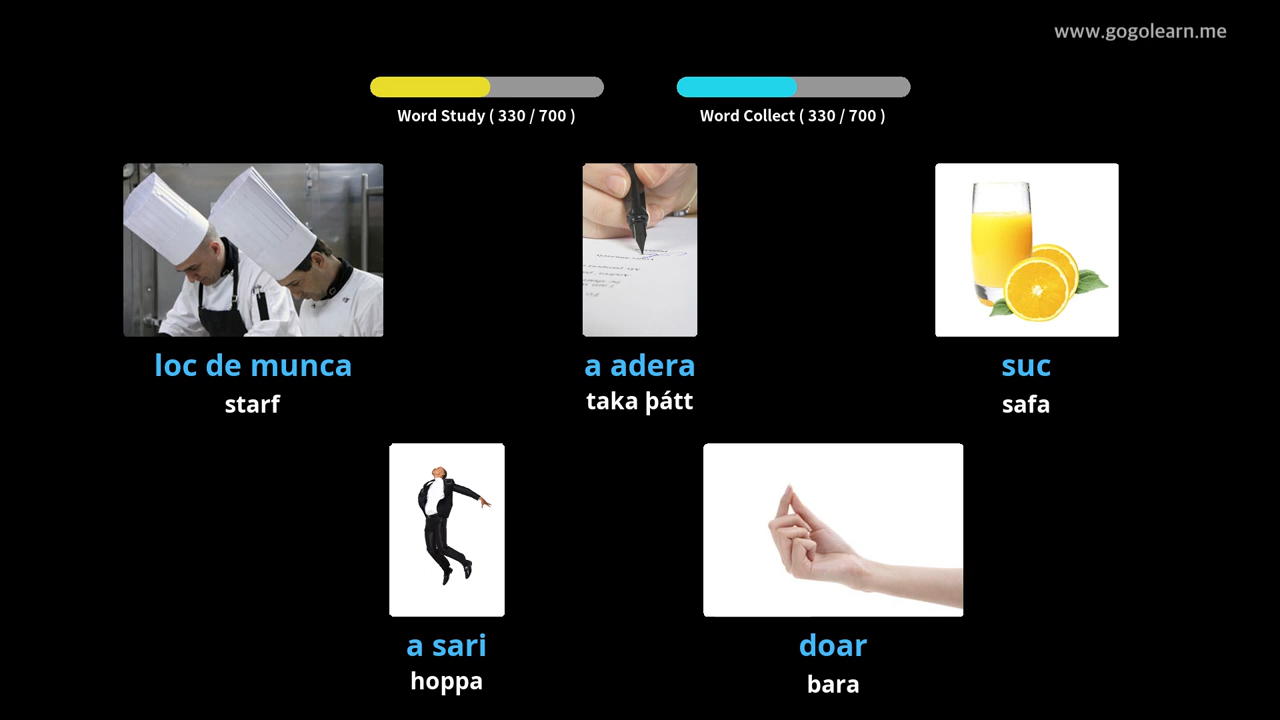 www.gogolearn.me
Word Study ( 330 / 700 )
Word Collect ( 330 / 700 )
loc de munca
starf
a adera
taka þátt
suc
safa
a sari
hoppa
doar
bara